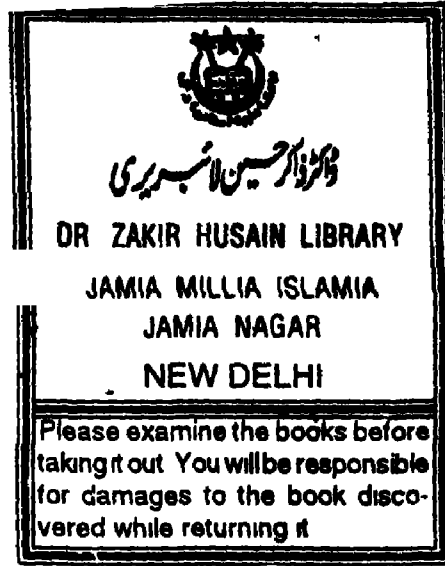 ڈاکٹر ذاکر حسین لائبریری
DR ZAKIR HUSAIN LIBRARY
JAMIA MILLIA ISLAMIA
JAMIA NAGAR
NEW DELHI
Please examine the books before
taking it out You will be responsible
for damages to the book disco-
vered while returning it